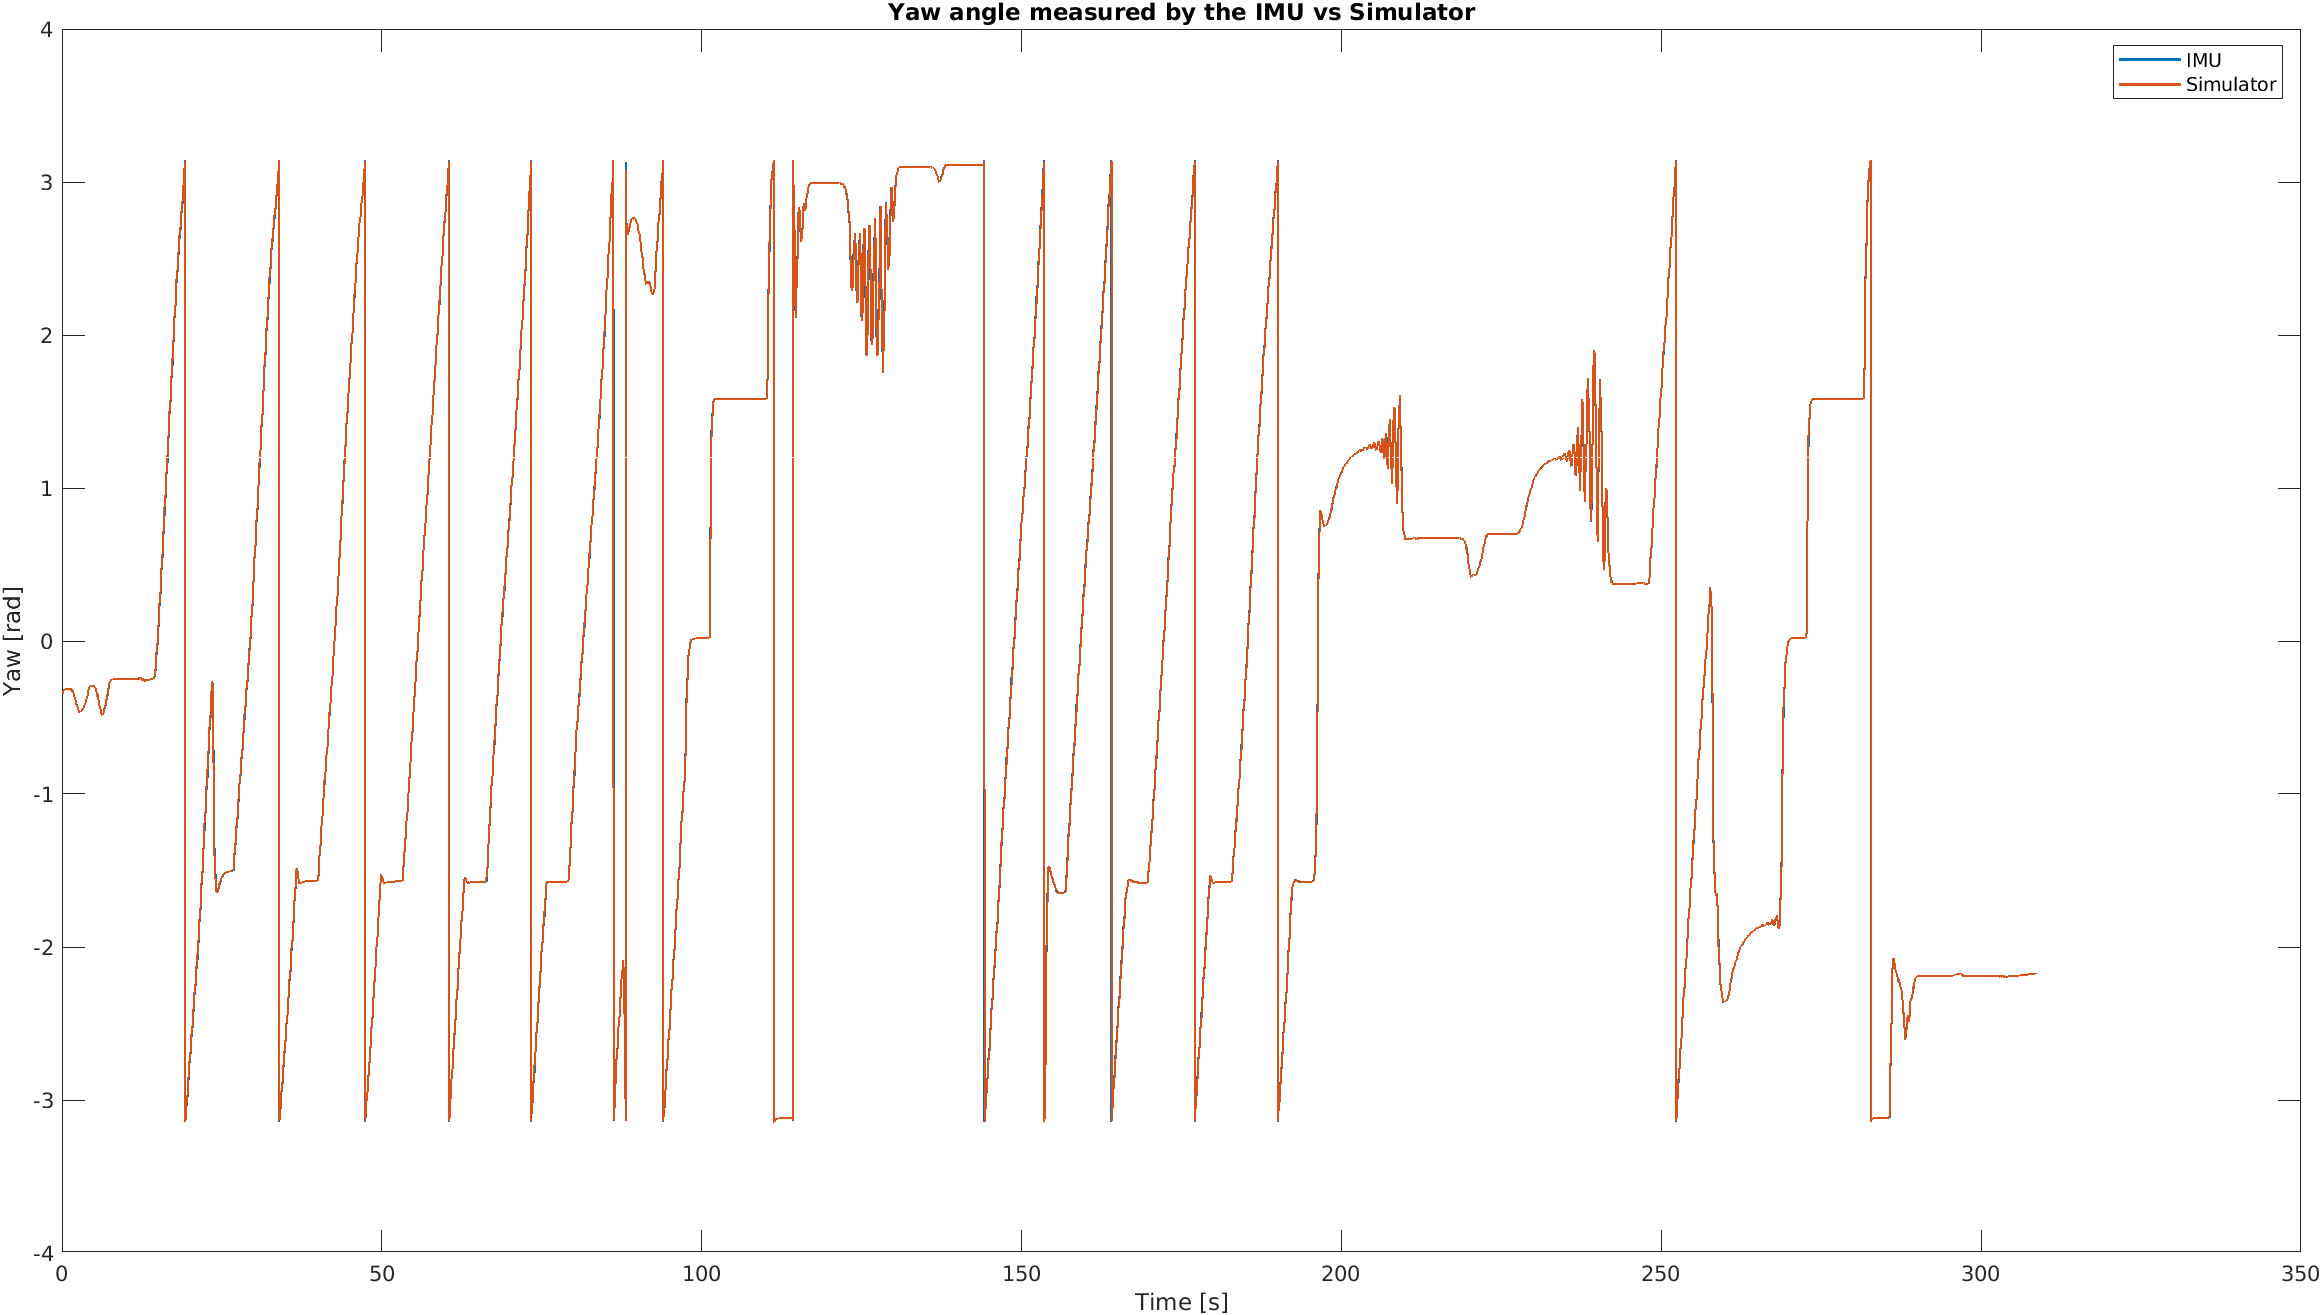 Yaw angle measured by the IMU vs Simulator
IMU
Simulator
Yaw [rad]
4
3
2
1
0
-1
-2
-3
-4
0 50 100 150 200 250 300 350
Time [s]